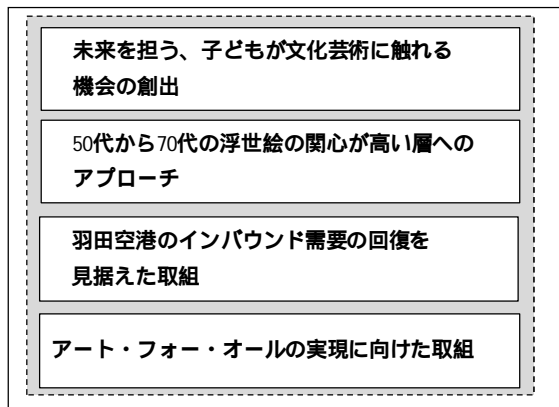 未来を担う、子どもが文化芸術に触れる
機会の創出
50代から70代の浮世絵の関心が高い層への
アプローチ
羽田空港のインバウンド需要の回復を
見据えた取組
アート・フォー・オールの実現に向けた取組